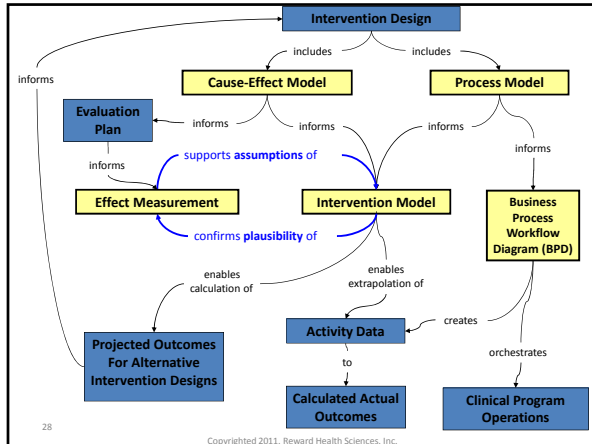 Intervention Design
includes
includes
informs
Cause-Effect Model
Process Model
Evaluation
Plan
informs
informs
informs
informs
informs
supports assumptions of
Effect Measurement
Intervention Model
Business
Process
Workflow
Diagram (BPD)
confirms plausibility of
enables
calculation of
enables
extrapolation of
Activity Data
creates
Projected Outcomes
For Alternative
Intervention Designs
to
orchestrates
Calculated Actual
Outcomes
Clinical Program
Operations
28
Copyrighted 2011, Reward Health Sciences, Inc.